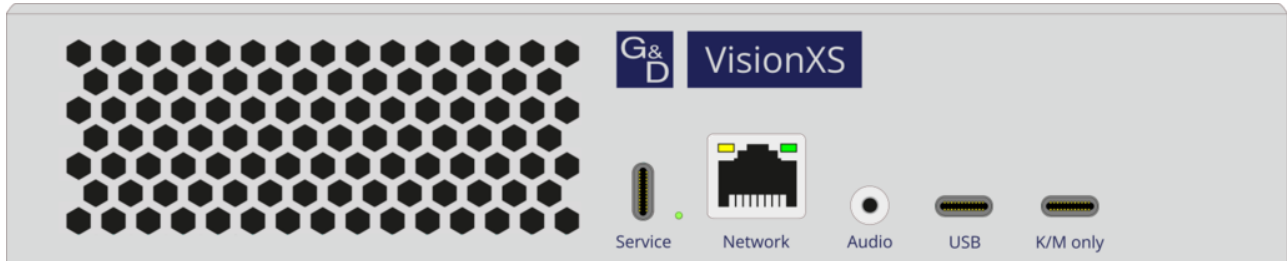 G&D
VisionXS
Service
Network
Audio
USB
K/M only